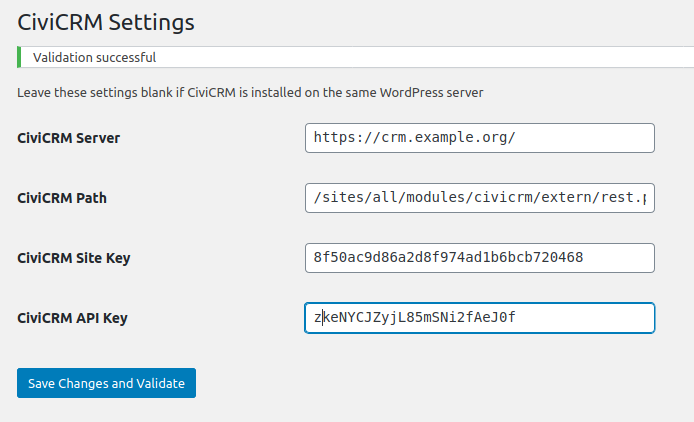 CiviCRM Settings
Validation successful
Leave these settings blank if CiviCRM is installed on the same WordPress server
CiviCRM Server https://crm.example.org/
CiviCRM Path /sites/all/modules/civicrm/extern/rest.p
CiviCRM Site Key 8f50ac9d86a2d8f974ad1b6bcb720468
CiviCRM API Key zkeNYCJZyjL85mSNi2fAeJ0f
Save Changes and Validate